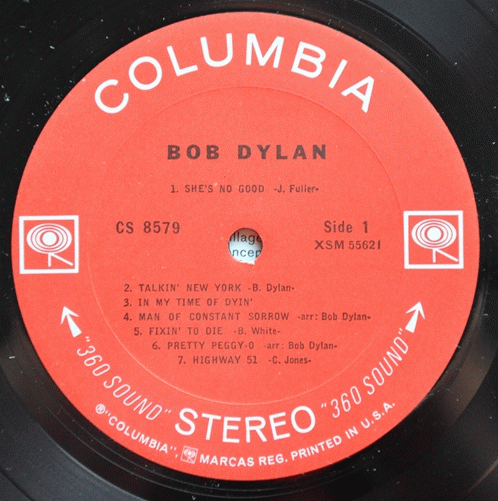 COLUMBIA
BOB DYLAN
1. SHE'S NO GOOD -J. Fuller-
CS 8579
Side 1
XSM 55621
2. TALKIN' NEW YORK -B. Dylan-
3. IN MY TIME OF DYIN'
4. MAN OF CONSTANT SORROW -arr: Bob Dylan-
5. FIXIN' TO DIE -B. White-
6. PRETTY PEGGY-O -arr: Bob Dylan-
7. HIGHWAY 51 -C. Jones-
"360 SOUND" STEREO "360 SOUND"
®"COLUMBIA", MARCAS REG. PRINTED IN U.S.A.